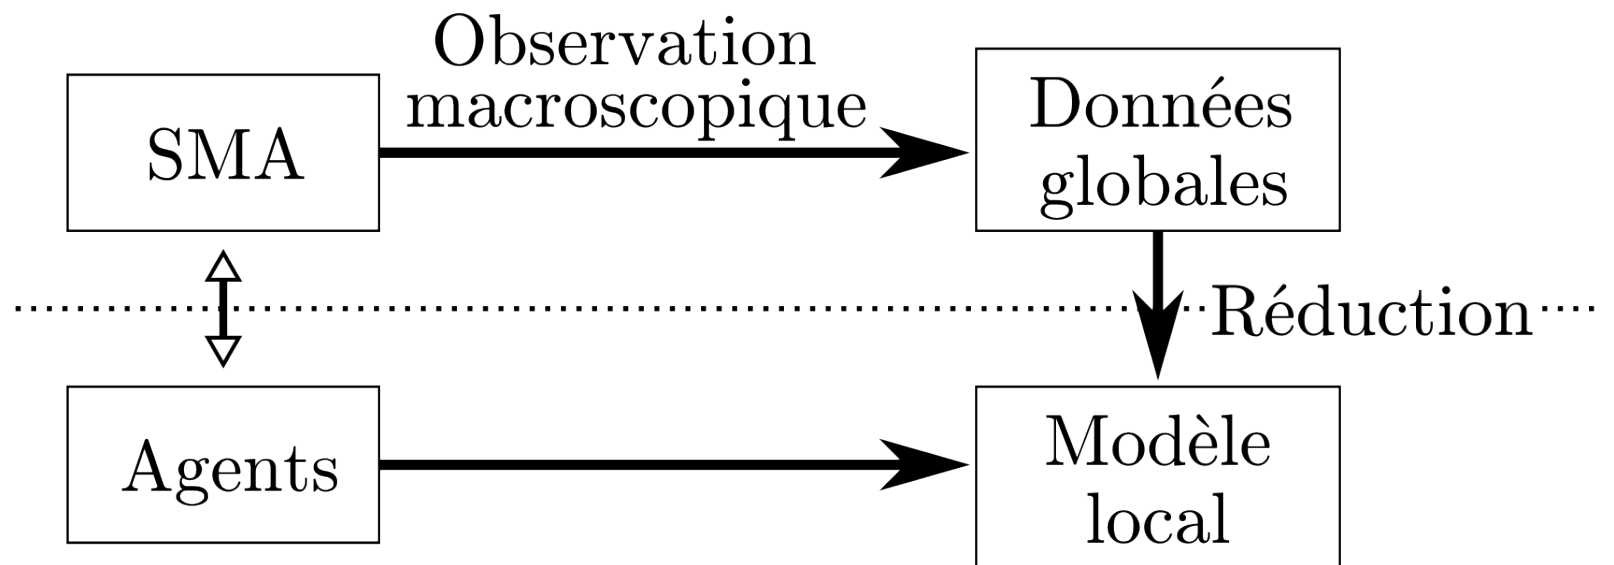 Observation
macroscopique
SMA
Données
globales
Réduction
Agents
Modèle
local